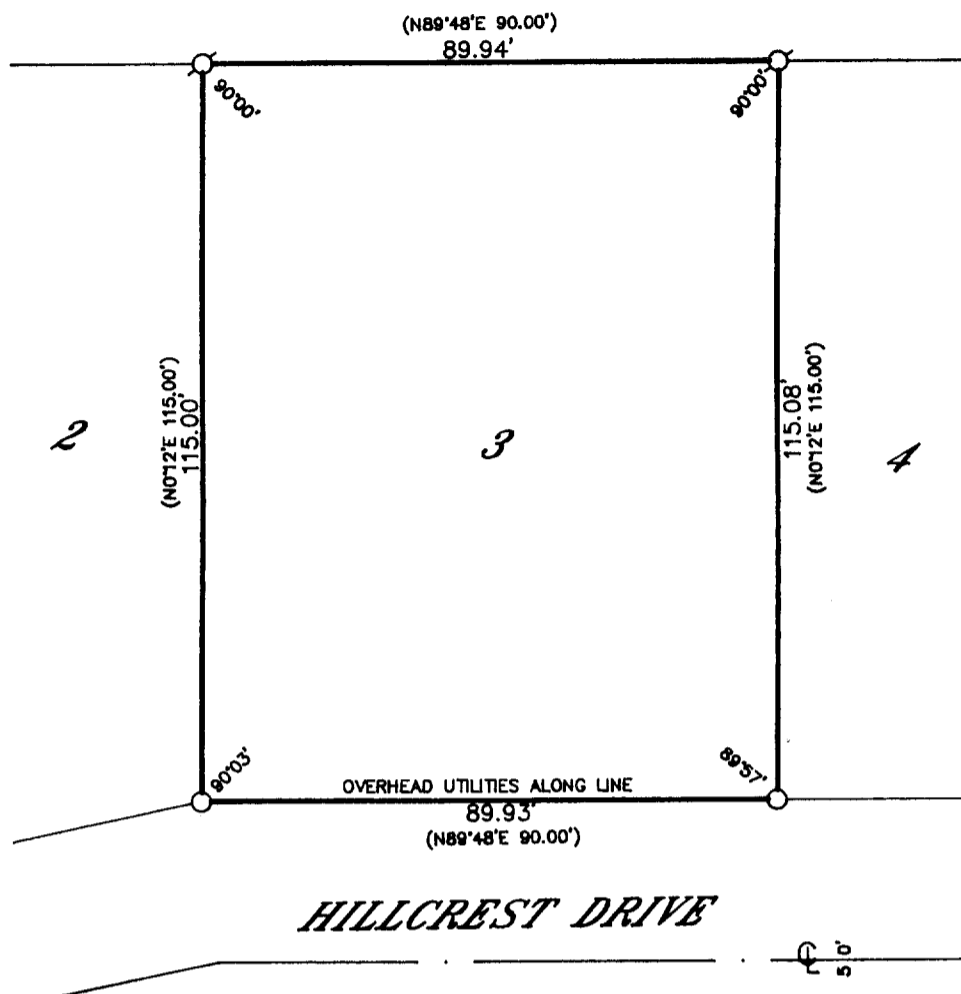 (N89°48'E 90.00')
89.94'
90°00'
90°00'
(N0°12'E 115.00')
115.00'
115.08'
(N0°12'E 115.00')
2
3
4
90°03'
89°57'
OVERHEAD UTILITIES ALONG LINE
89.93'
(N89°48'E 90.00')
HILLCREST DRIVE
℄
50'